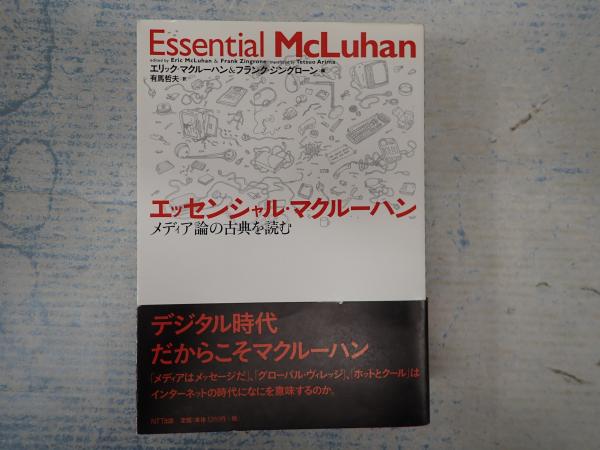 Essential McLuhan
edited by Eric McLuhan & Frank Zingrone translated by Tetsuo Arima
エリック・マクルーハン&フランク・ジングローン 編
有馬哲夫 訳
エッセンシャル・マクルーハン
メディア論の古典を読む
デジタル時代
だからこそマクルーハン
「メディアはメッセージだ」、「グローバル・ヴィレッジ」、「ホットとクール」は
インターネットの時代になにを意味するのか。
NTT出版